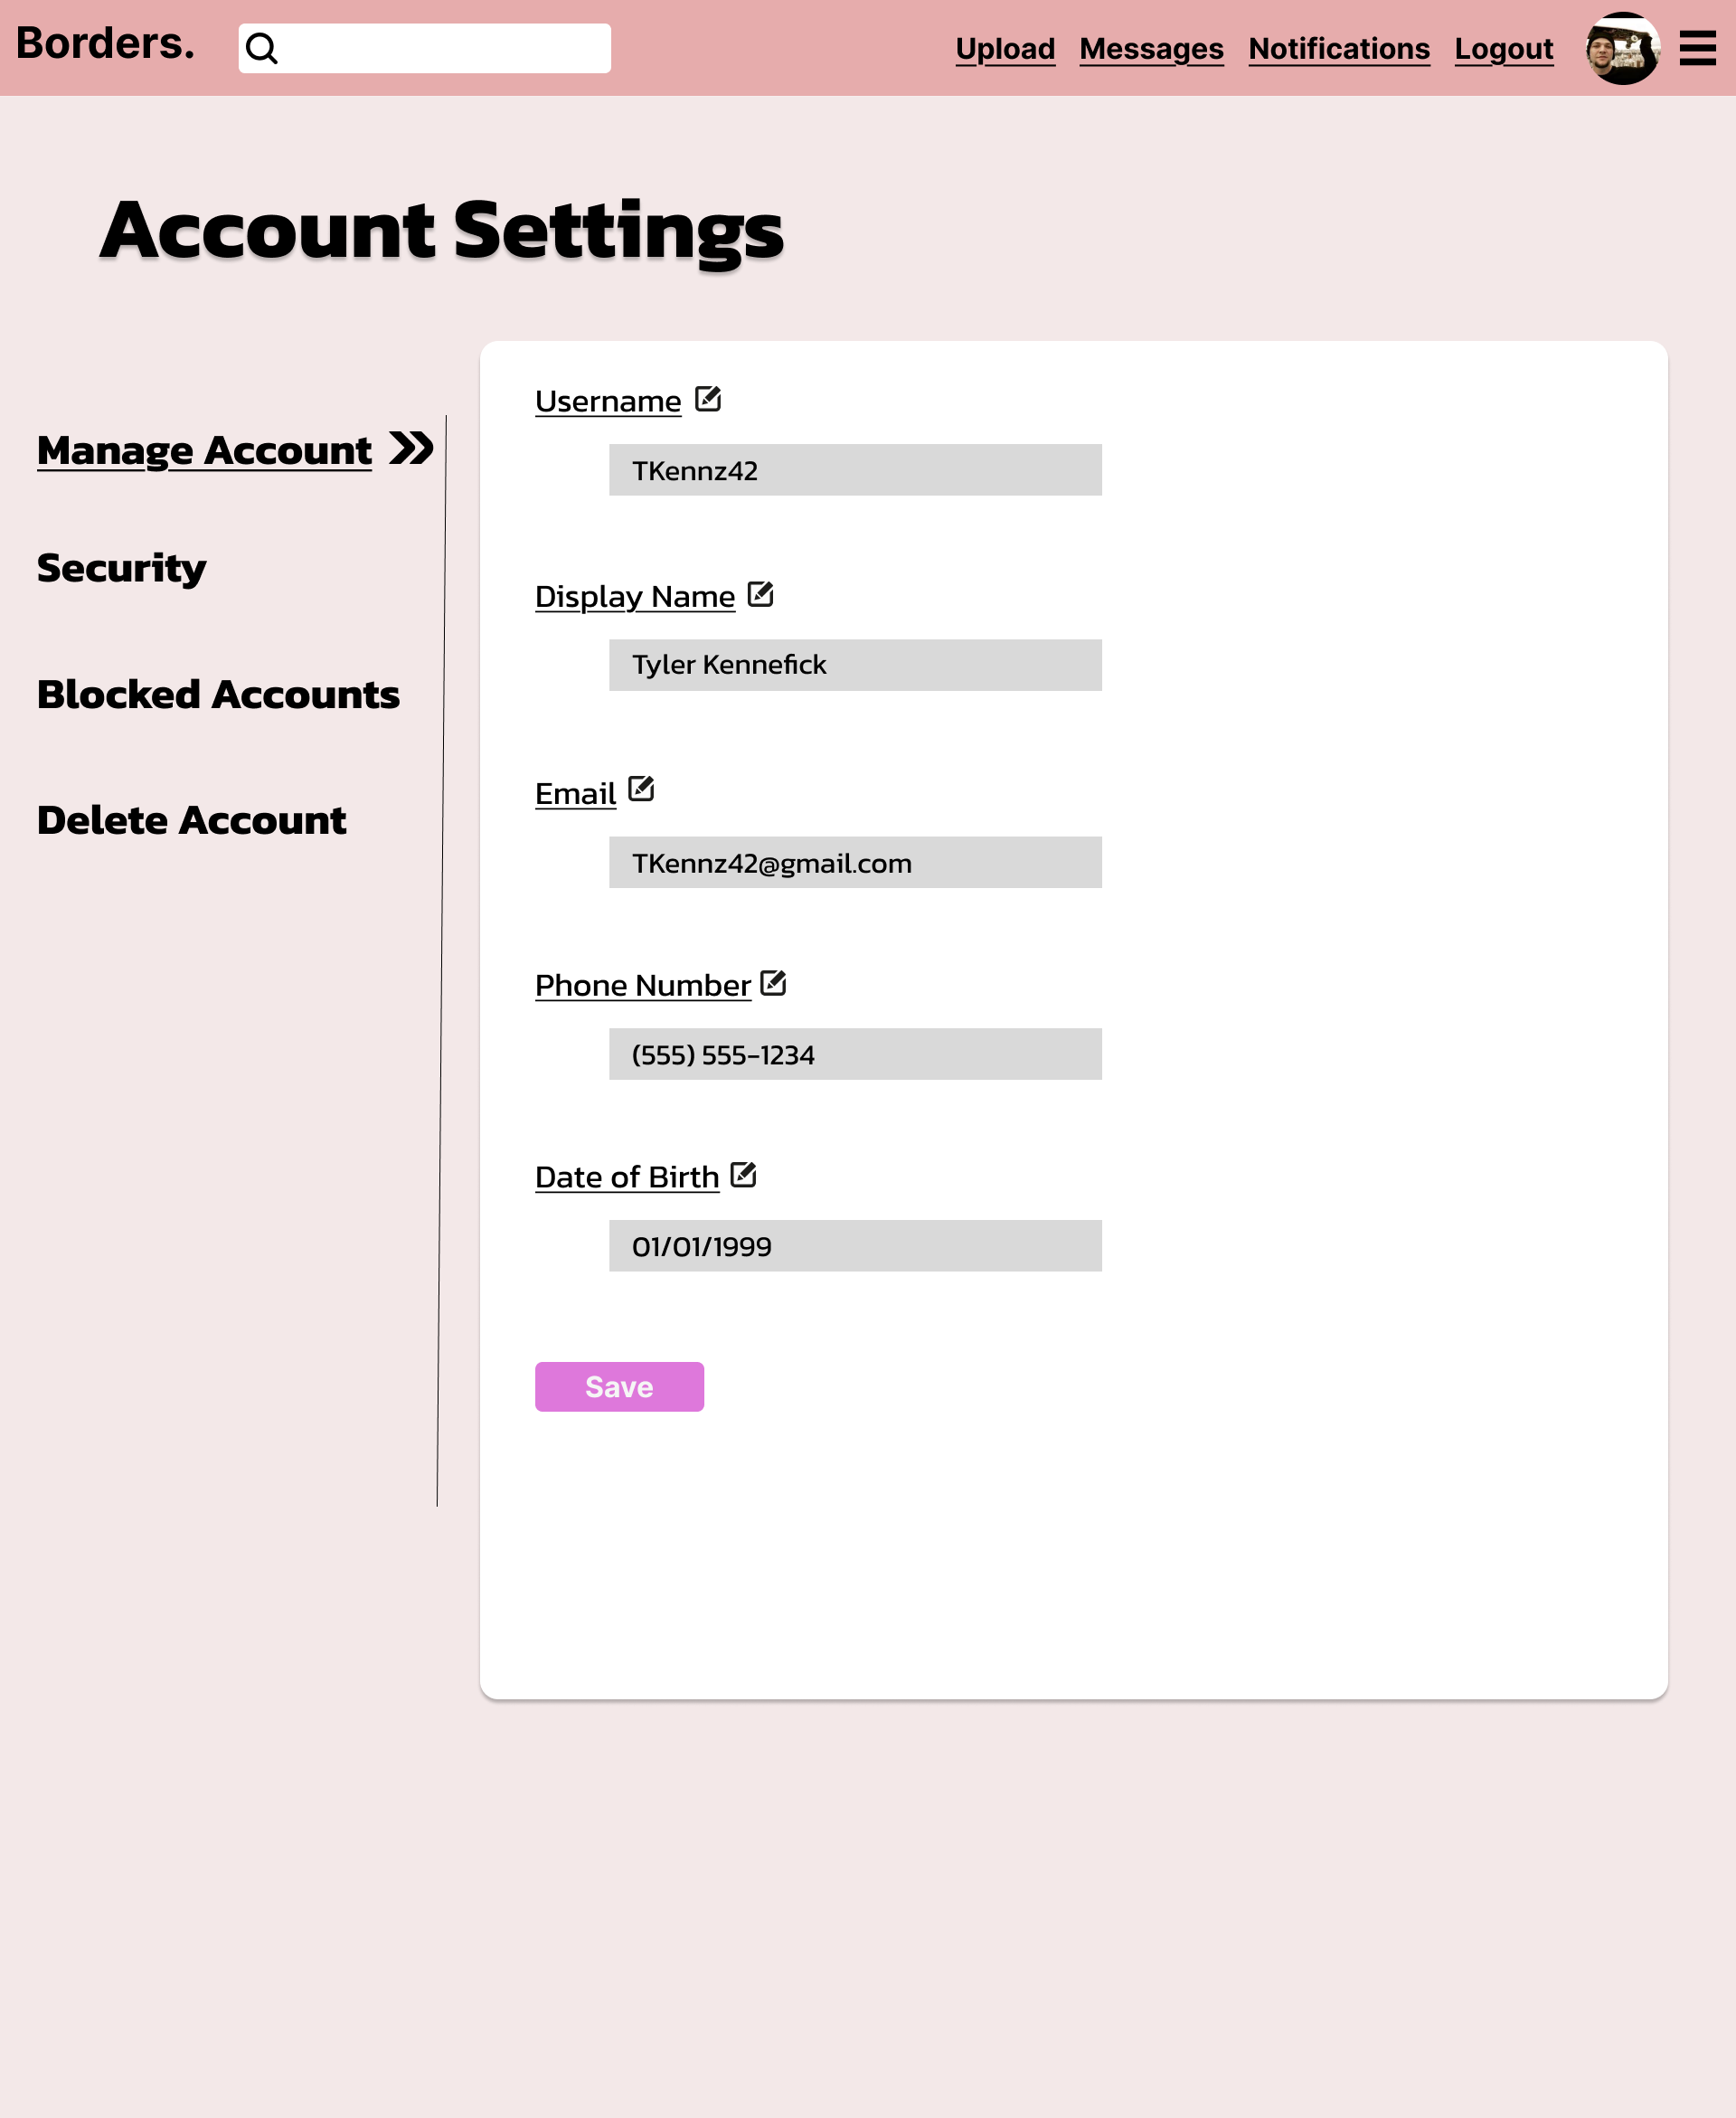 Borders.
Upload Messages Notifications Logout
Account Settings
Manage Account
Security
Blocked Accounts
Delete Account
Username
TKennz42
Display Name
Tyler Kennefick
Email
TKennz42@gmail.com
Phone Number
(555) 555-1234
Date of Birth
01/01/1999
Save